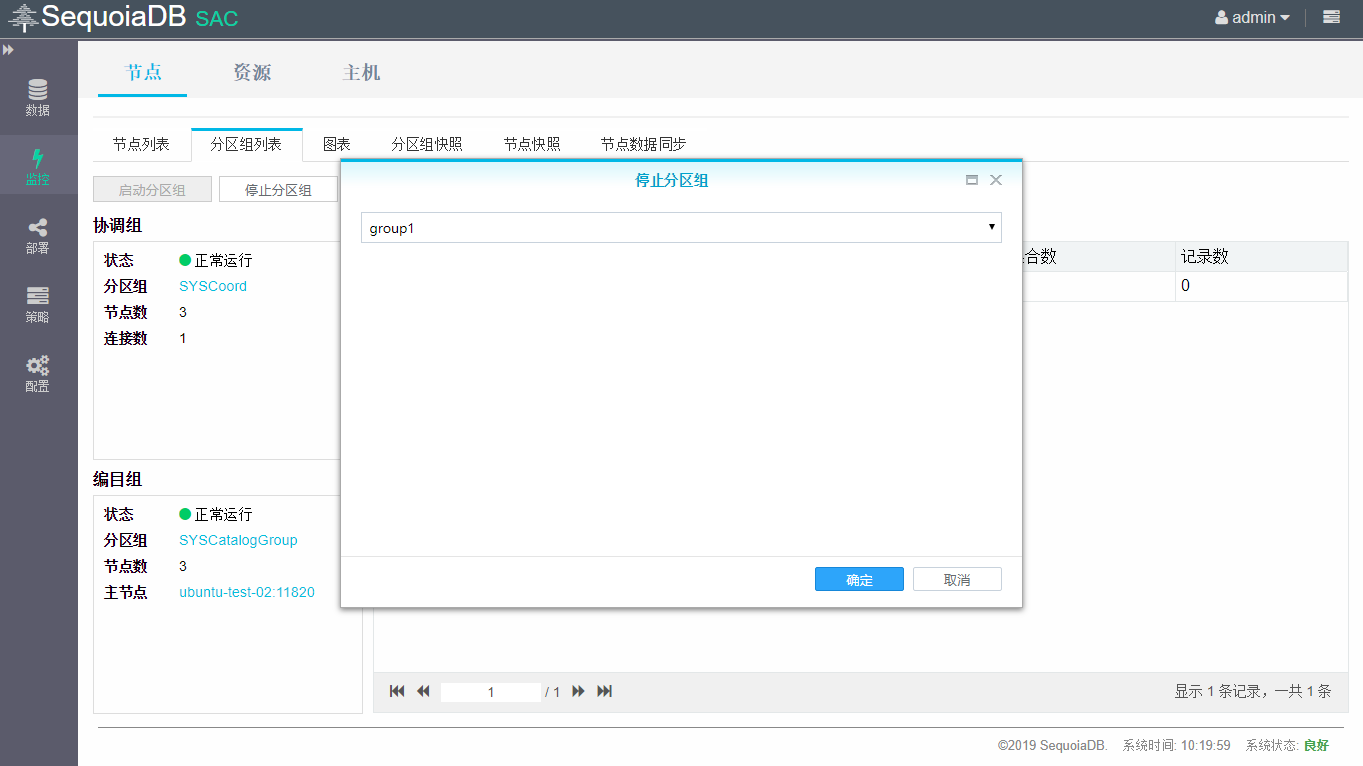 SequoiaDB SAC
admin
节点 资源 主机
数据
监控
部署
策略
配置
节点列表 分区组列表 图表 分区组快照 节点快照 节点数据同步
启动分区组 停止分区组
停止分区组
group1
协调组
状态 正常运行
分区组 SYSCoord
节点数 3
连接数 1
合数 记录数
0
编目组
状态 正常运行
分区组 SYSCatalogGroup
节点数 3
主节点 ubuntu-test-02:11820
确定 取消
1 / 1
显示 1 条记录，一共 1 条
©2019 SequoiaDB. 系统时间: 10:19:59 系统状态: 良好